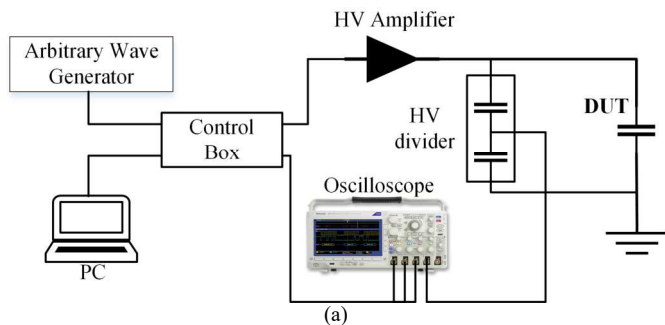 HV Amplifier
Arbitrary Wave
Generator
Control
Box
HV
divider
DUT
Oscilloscope
PC
(a)